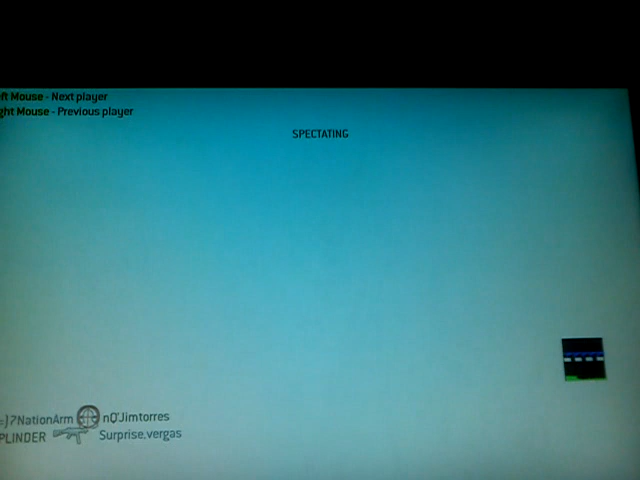 ft Mouse - Next player
ght Mouse - Previous player
SPECTATING
=]?NationArm nQ'Jimtorres
PLINDER Surprise.vergas